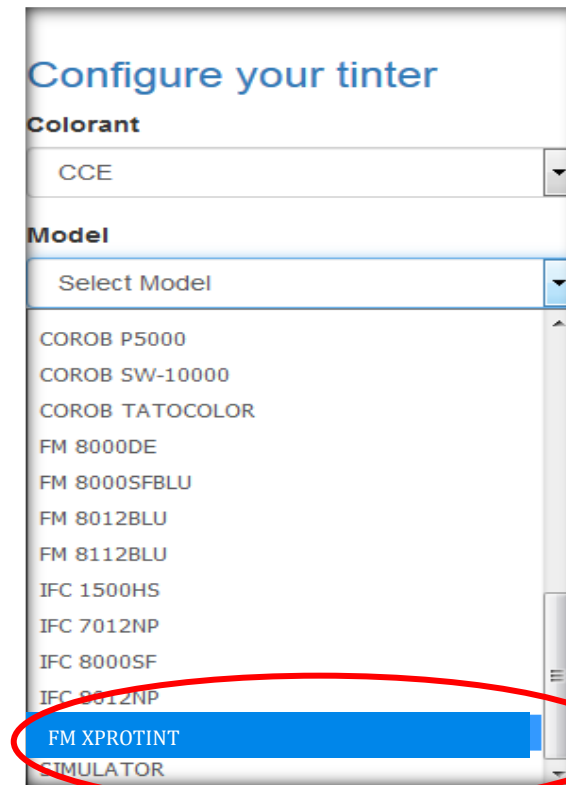 Configure your tinter
Colorant
CCE
Model
Select Model
COROB P5000
COROB SW-10000
COROB TATOCOLOR
FM 8000DE
FM 8000SFBLU
FM 8012BLU
FM 8112BLU
IFC 1500HS
IFC 7012NP
IFC 8000SF
IFC 8012NP
FM XPROTINT
SIMULATOR